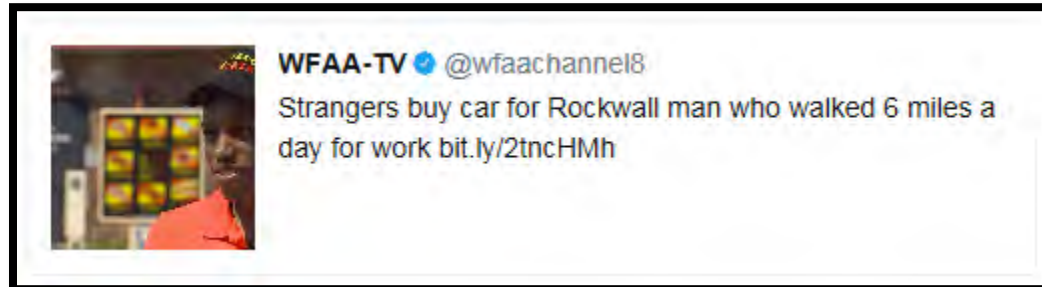 WFAA-TV @wfaachannel8
Strangers buy car for Rockwall man who walked 6 miles a
day for work bit.ly/2tncHMh